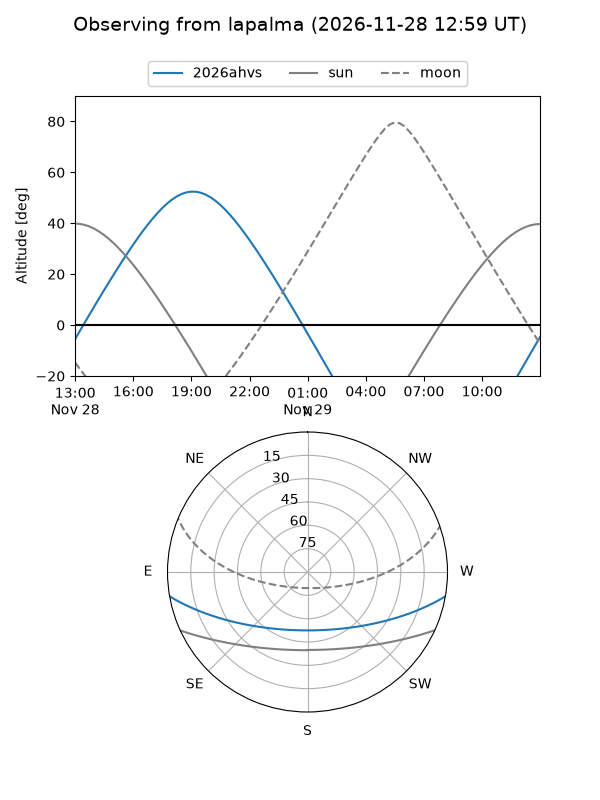 Observing from lapalma (2026-11-28 12:59 UT)
2026ahvs sun moon
Altitude [deg]
80
60
40
20
0
−20
13:00 16:00 19:00 22:00 01:00 04:00 07:00 10:00
Nov 28 Nov 29
N
NE NW
15
30
45
60
75
E W
SE SW
S